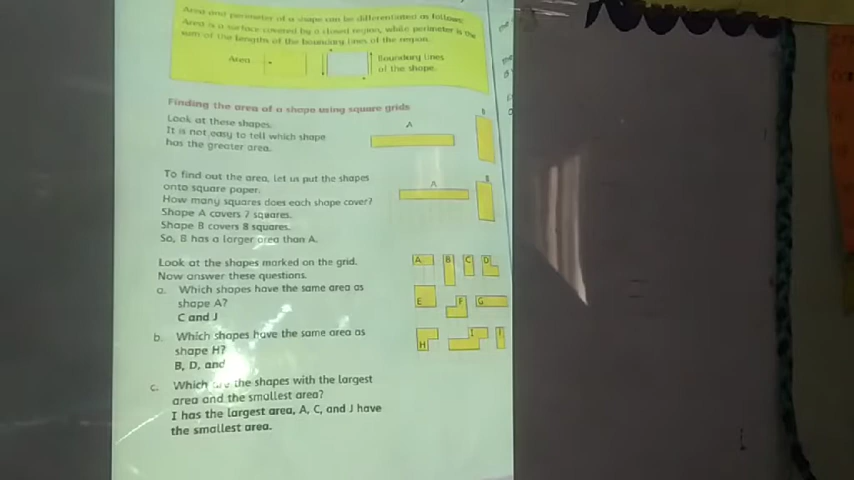 Area and perimeter of a shape can be differentiated as follows:
Area is a surface covered by a closed region, while perimeter is the
sum of the lengths of the boundary lines of the region.
Area
Boundary lines
of the shape.
Finding the area of a shape using square grids
Look at these shapes.
It is not easy to tell which shape
has the greater area.
A
B
To find out the area, let us put the shapes
onto square paper.
How many squares does each shape cover?
Shape A covers 7 squares.
Shape B covers 8 squares.
So, B has a larger area than A.
A
B
Look at the shapes marked on the grid.
Now answer these questions.
a. Which shapes have the same area as
shape A?
C and J
b. Which shapes have the same area as
shape H?
B, D, and
c. Which are the shapes with the largest
area and the smallest area?
I has the largest area, A, C, and J have
the smallest area.
A B C D
E F G
H I J